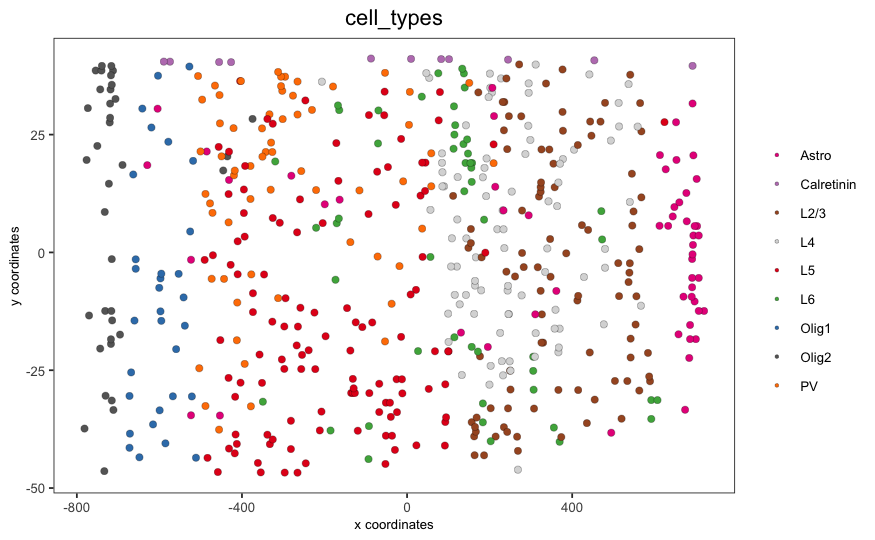 cell_types
y coordinates
25
0
-25
-50
-800
-400
0
400
x coordinates
Astro
Calretinin
L2/3
L4
L5
L6
Olig1
Olig2
PV